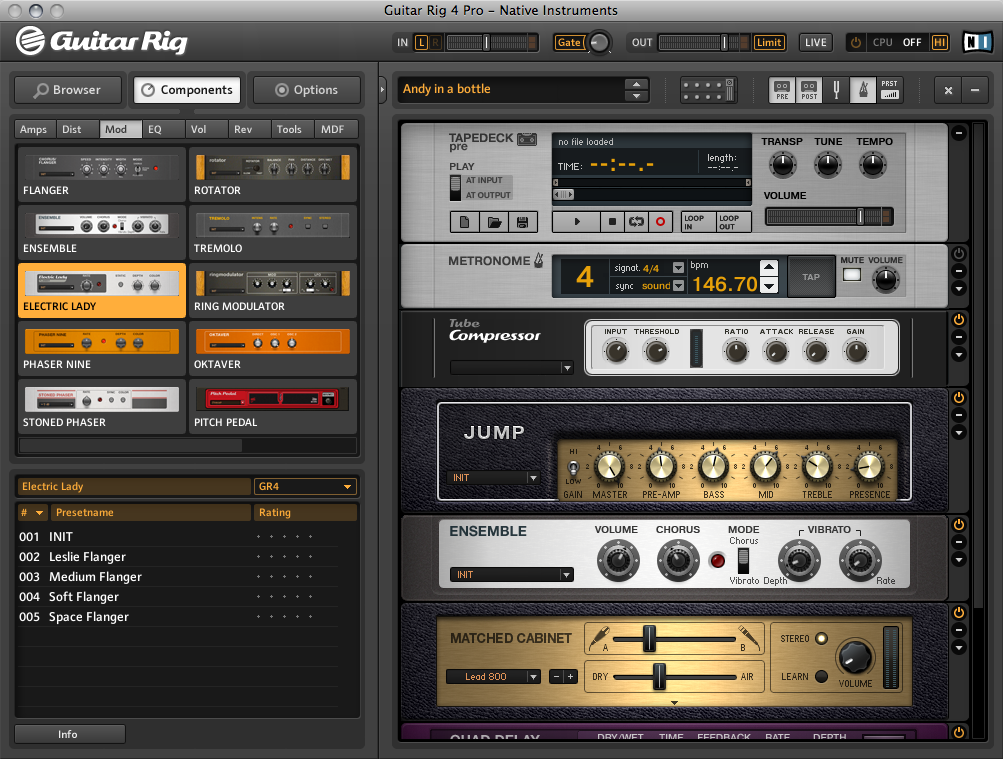 Guitar Rig 4 Pro – Native Instruments
Guitar Rig
IN L R
Gate
OUT
Limit
LIVE
CPU OFF HI
Browser
Components
Options
Andy in a bottle
PRE
POST
PRST
Amps Dist Mod EQ Vol Rev Tools MDF
FLANGER
ROTATOR
ENSEMBLE
TREMOLO
ELECTRIC LADY
RING MODULATOR
PHASER NINE
OKTAVER
STONED PHASER
PITCH PEDAL
Electric Lady
GR4
# Presetname Rating
001 INIT
002 Leslie Flanger
003 Medium Flanger
004 Soft Flanger
005 Space Flanger
Info
TAPEDECK
pre
PLAY
AT INPUT
AT OUTPUT
no file loaded
TIME: --:--.-
length:
--:--.-
TRANSP TUNE TEMPO
VOLUME
LOOP IN
LOOP OUT
METRONOME
4
signat. 4/4
sync sound
bpm
146.70
TAP
MUTE VOLUME
Tube
Compressor
INPUT THRESHOLD RATIO ATTACK RELEASE GAIN
JUMP
INIT
HI
LOW
GAIN MASTER PRE-AMP BASS MID TREBLE PRESENCE
ENSEMBLE
INIT
VOLUME CHORUS MODE VIBRATO
Chorus
Vibrato Depth Rate
MATCHED CABINET
Lead 800
A B
DRY AIR
STEREO
LEARN
VOLUME
QUAD DELAY
DRY/WET TIME FEEDBACK RATE DEPTH